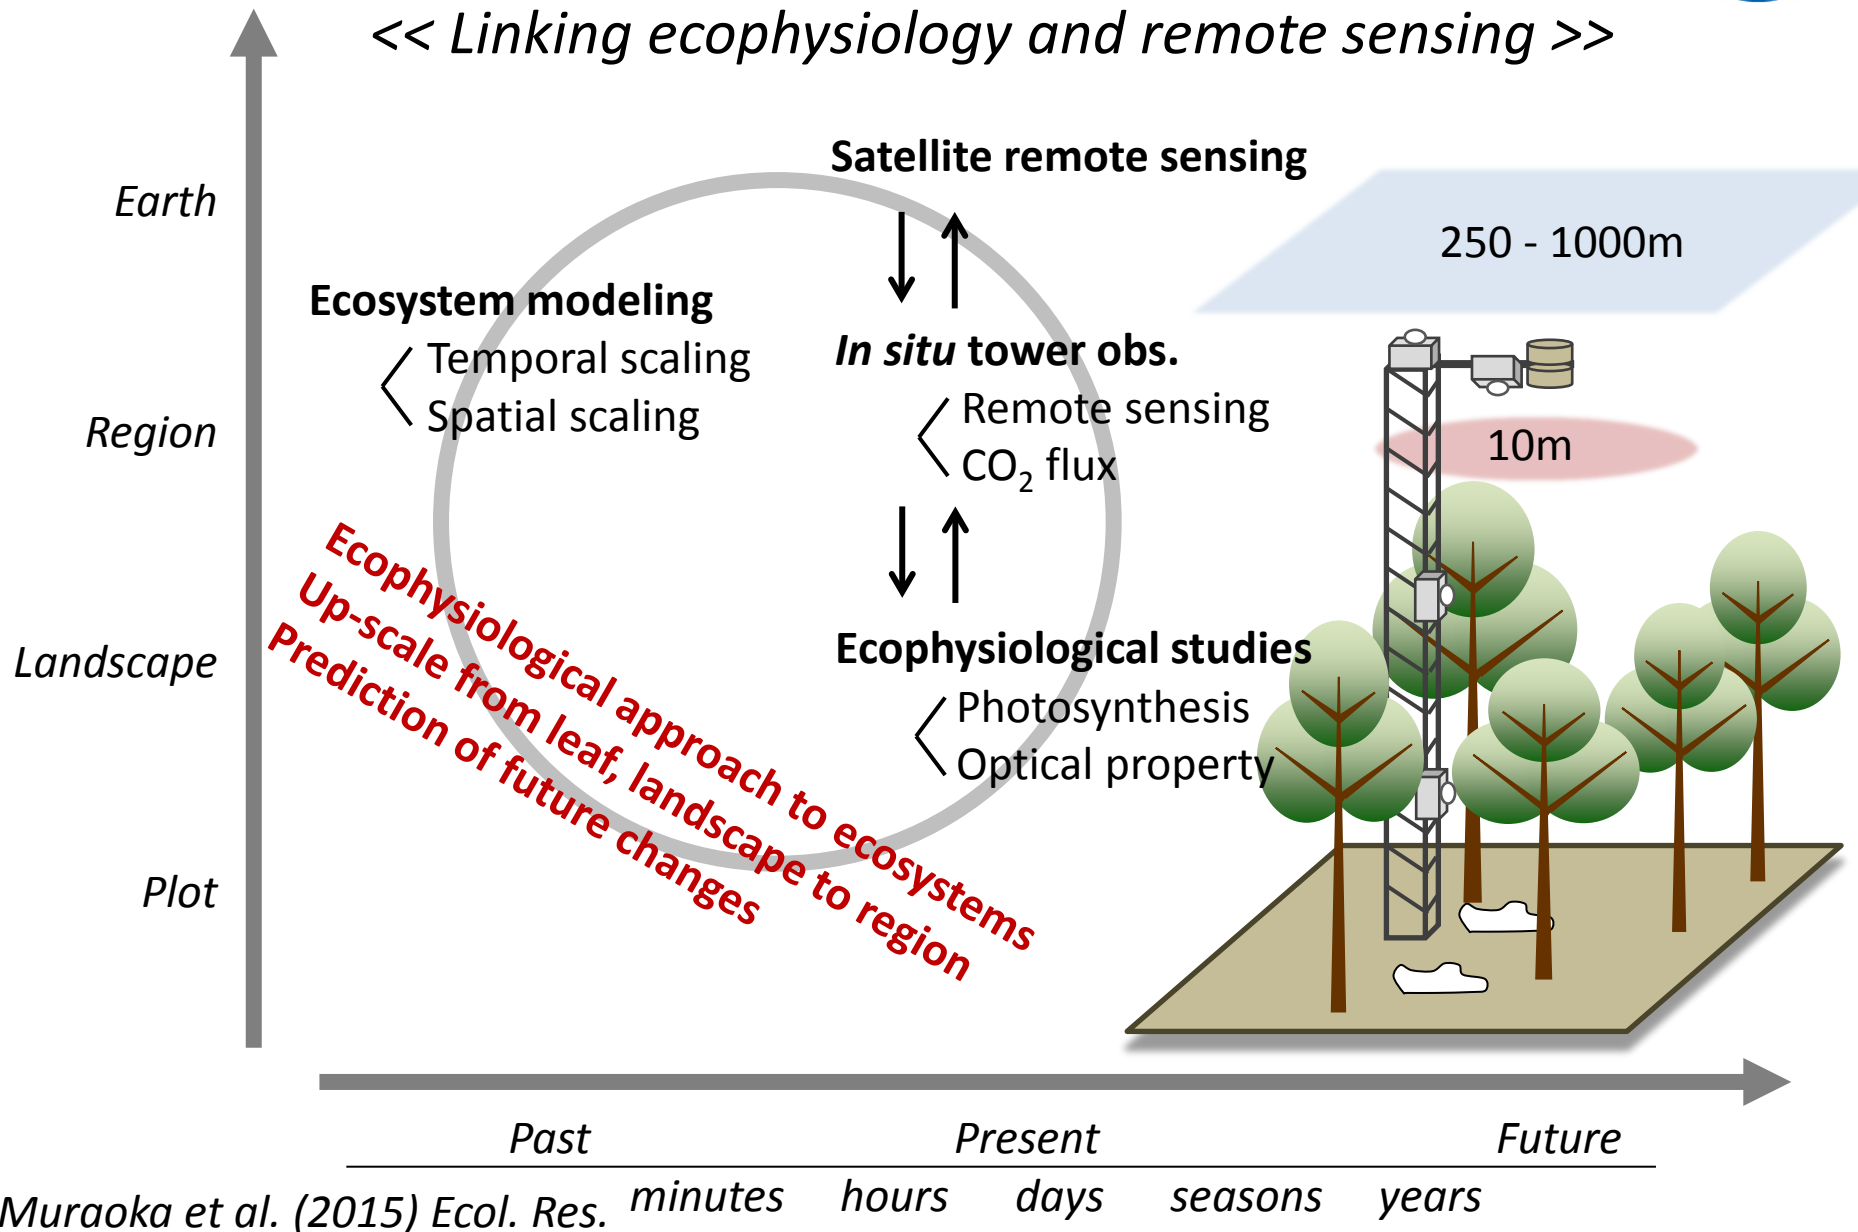 << Linking ecophysiology and remote sensing >>
Earth
Region
Landscape
Plot
Satellite remote sensing
250 - 1000m
Ecosystem modeling
Temporal scaling
Spatial scaling
In situ tower obs.
Remote sensing
CO₂ flux
10m
Ecophysiological studies
Photosynthesis
Optical property
Ecophysiological approach to ecosystems
Up-scale from leaf, landscape to region
Prediction of future changes
Past Present Future
minutes hours days seasons years
Muraoka et al. (2015) Ecol. Res.